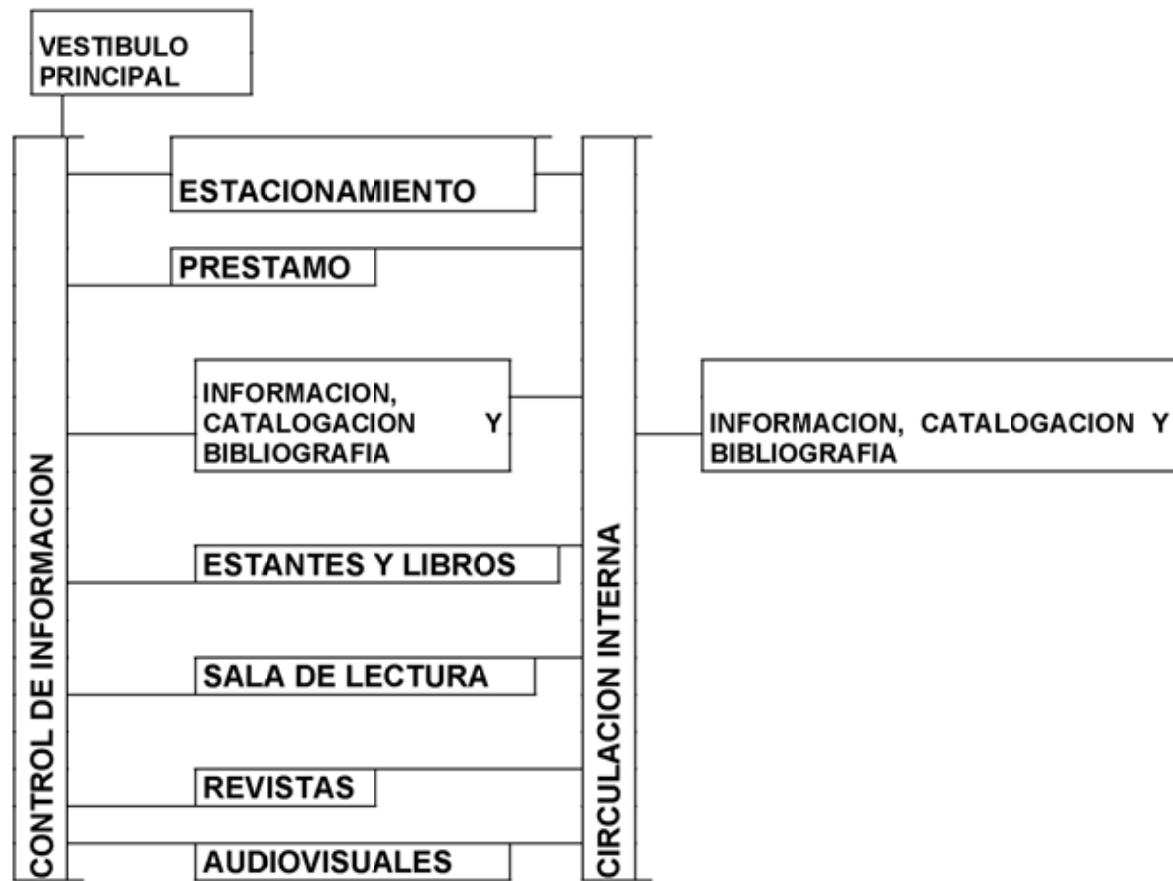 VESTIBULO
PRINCIPAL
CONTROL DE INFORMACION
ESTACIONAMIENTO
PRESTAMO
INFORMACION,
CATALOGACION Y
BIBLIOGRAFIA
ESTANTES Y LIBROS
SALA DE LECTURA
REVISTAS
AUDIOVISUALES
CIRCULACION INTERNA
INFORMACION, CATALOGACION Y
BIBLIOGRAFIA